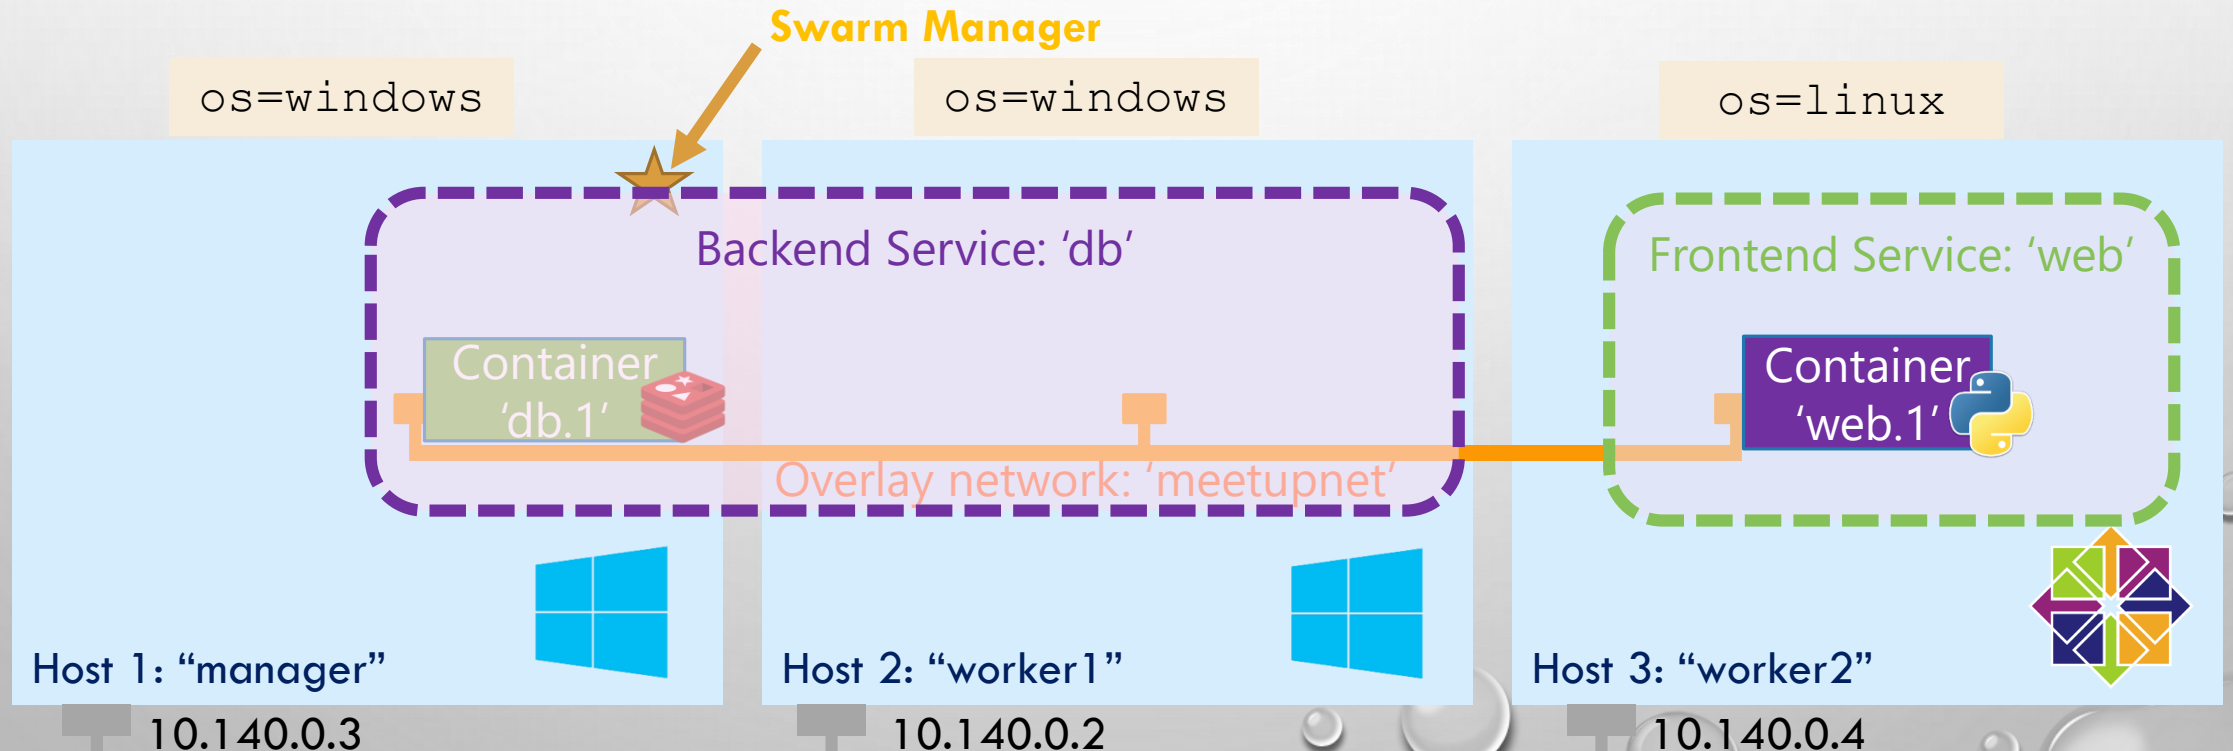 Swarm Manager
os=windows
os=windows
os=linux
Backend Service: ‘db’
Frontend Service: ‘web’
Container
‘db.1’
Container
‘web.1’
Overlay network: ‘meetupnet’
Host 1: “manager”
Host 2: “worker1”
Host 3: “worker2”
10.140.0.3
10.140.0.2
10.140.0.4